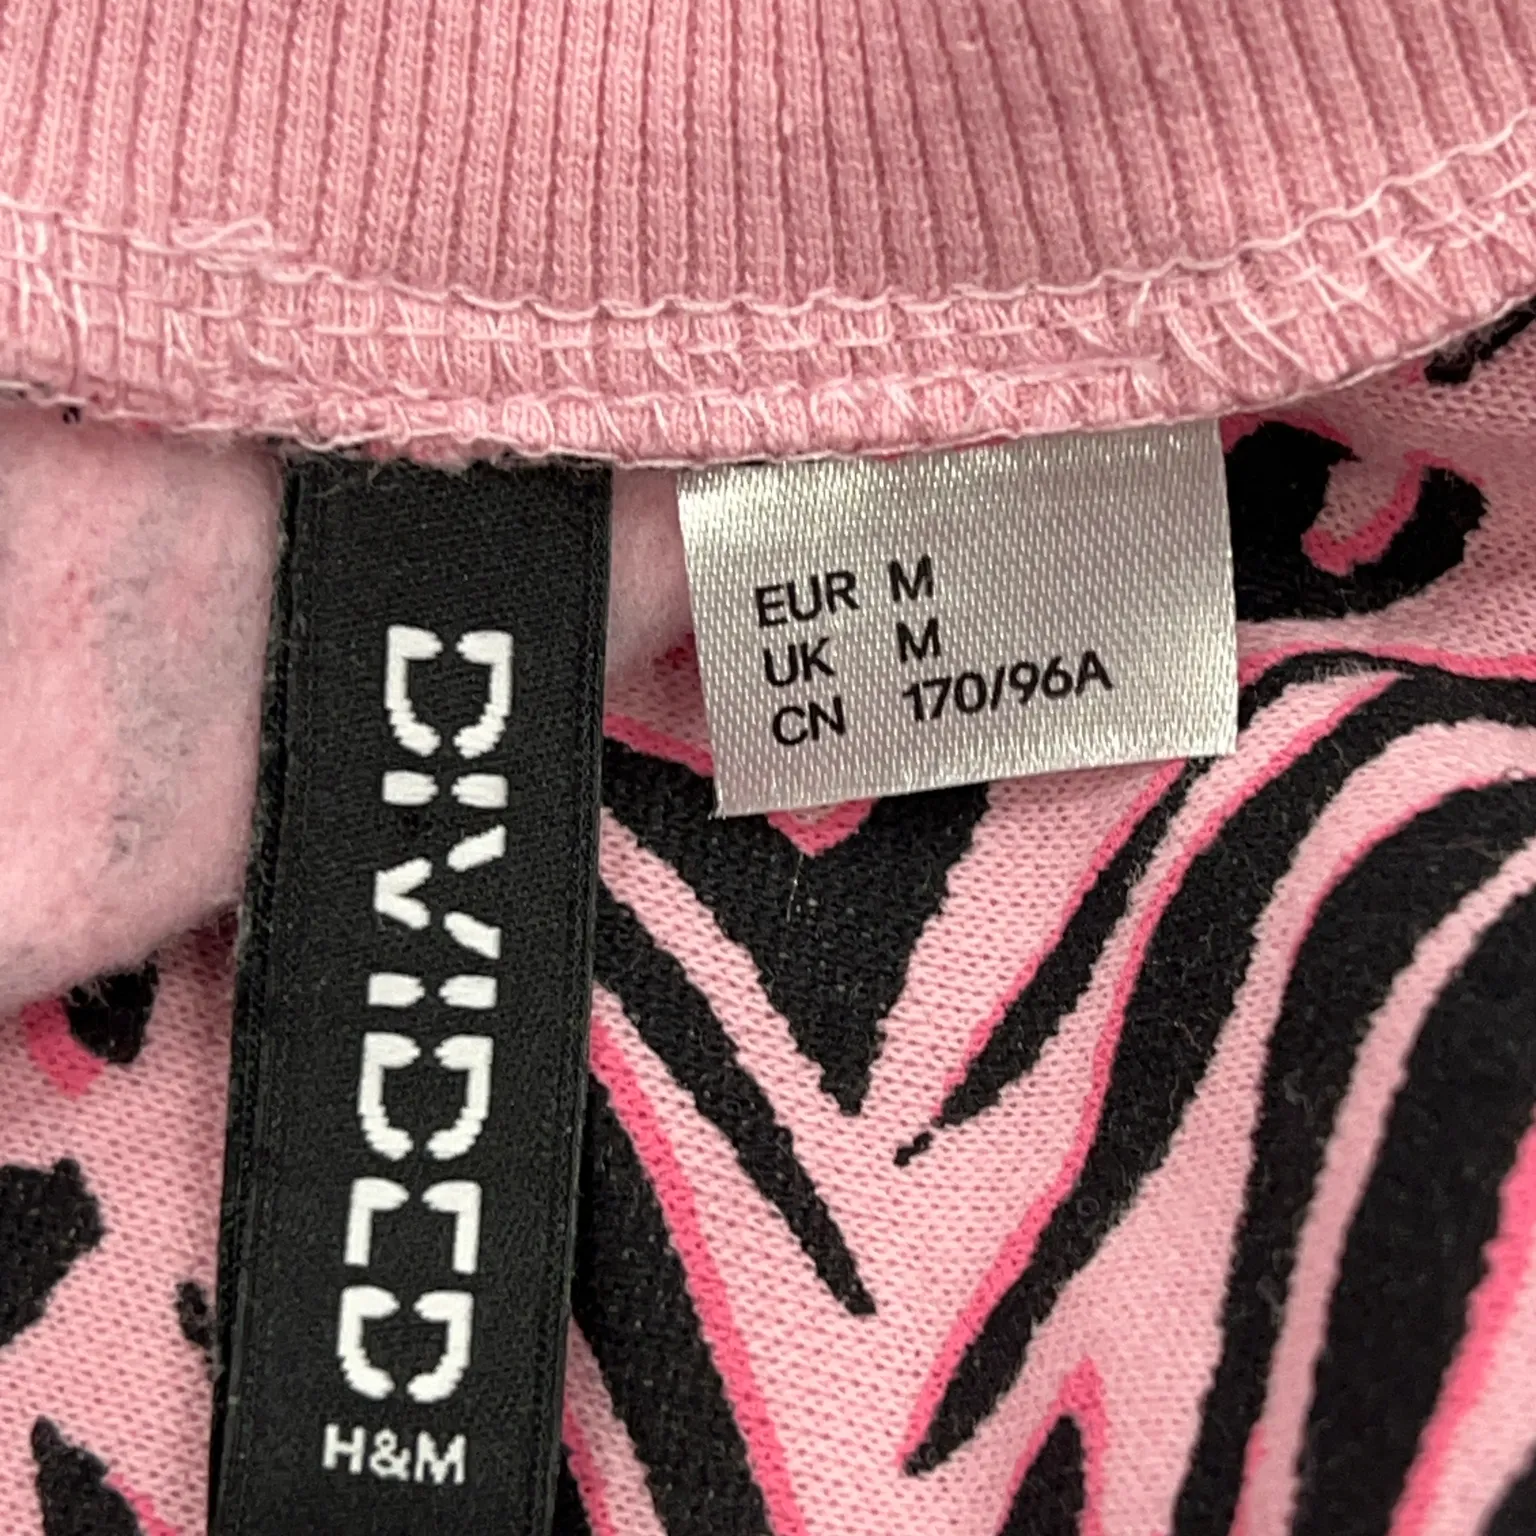 DIVIDED
H&M
EUR M
UK M
CN 170/96A